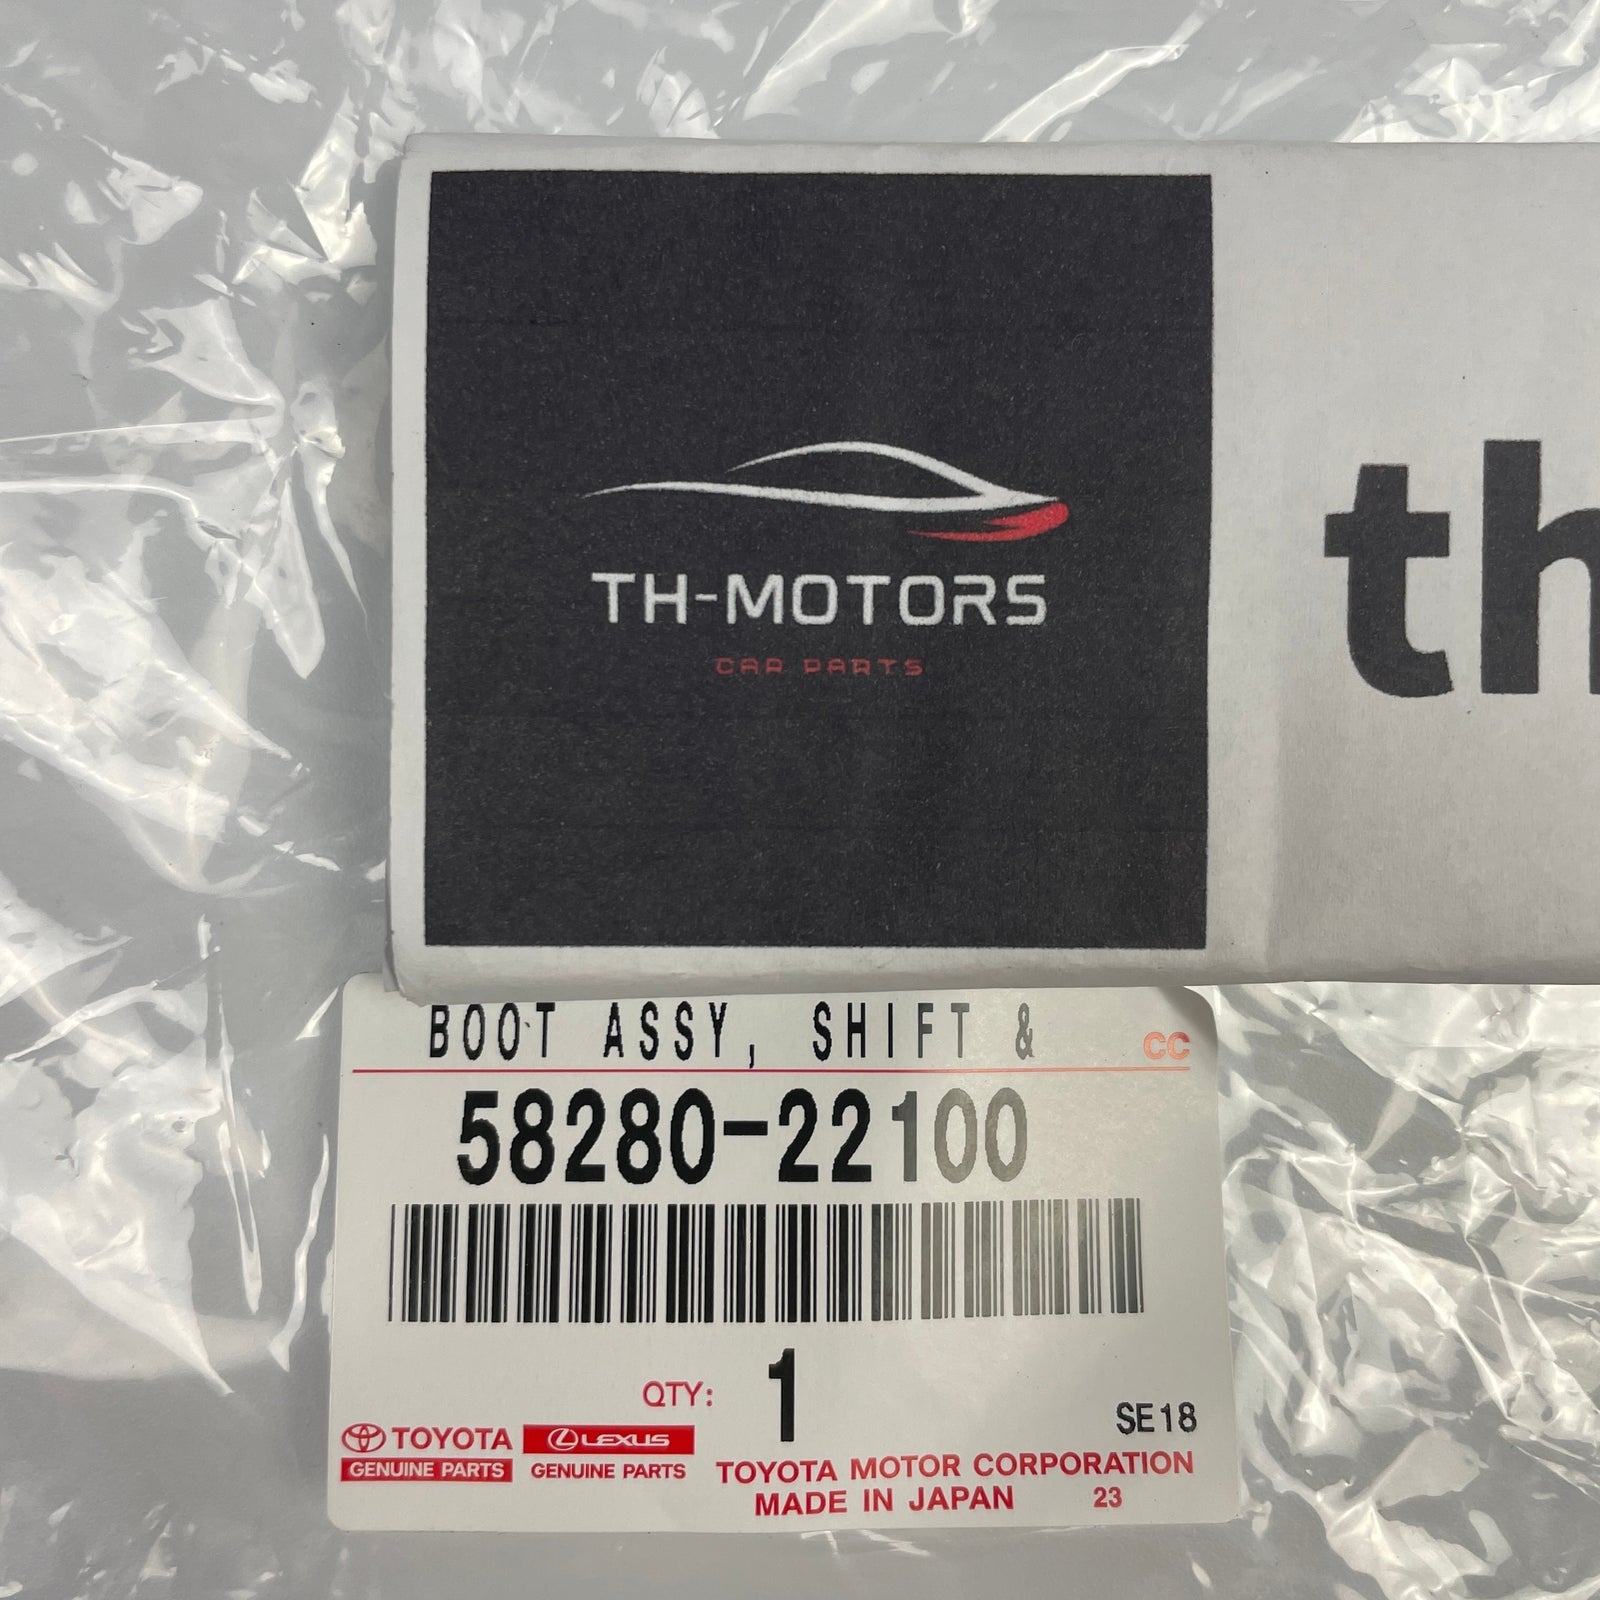 TH-MOTORS
CAR PARTS
th
BOOT ASSY, SHIFT &
CC
58280-22100
QTY: 1
SE18
TOYOTA
GENUINE PARTS
LEXUS
GENUINE PARTS
TOYOTA MOTOR CORPORATION
MADE IN JAPAN 23